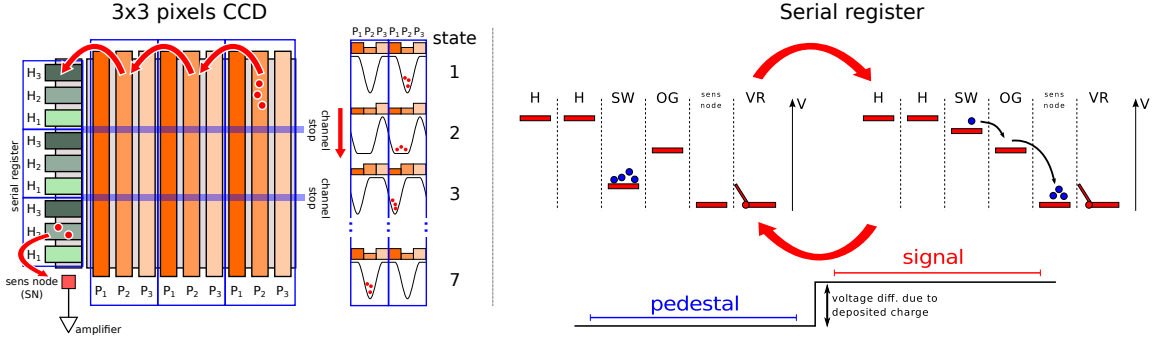 3x3 pixels CCD
Serial register
P1 P2 P3 P1 P2 P3
state
1
2
3
7
H3
H2
H1
H3
H2
H1
H3
H2
H1
serial register
channel stop
channel stop
sens node
(SN)
amplifier
P1 P2 P3 P1 P2 P3 P1 P2 P3
H H SW OG sens node VR V
H H SW OG sens node VR V
signal
pedestal
voltage diff. due to
deposited charge